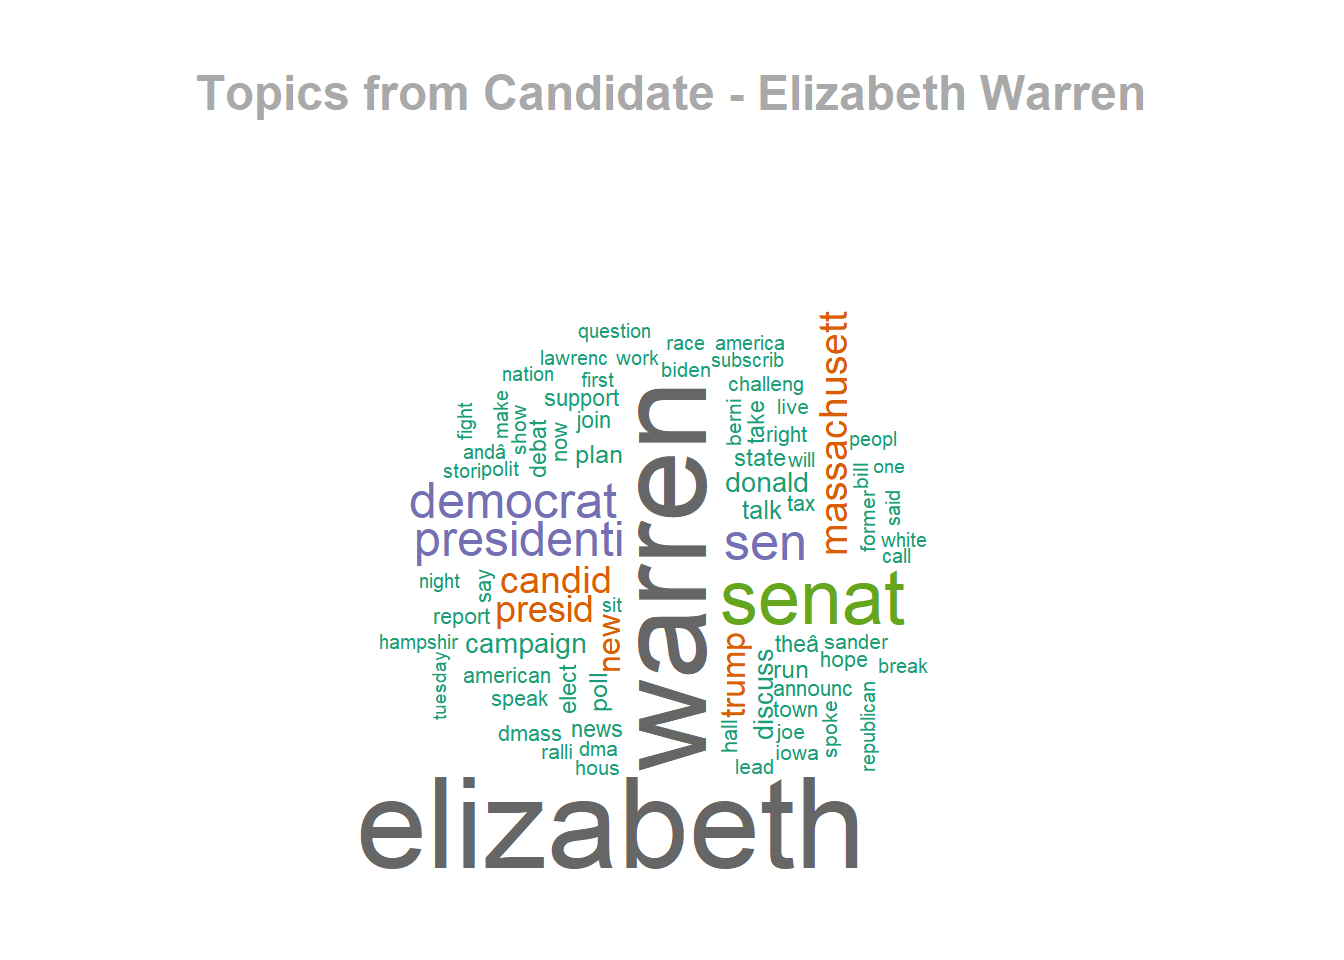 Topics from Candidate - Elizabeth Warren
question
race
america
lawrenc
work
subscrib
biden
nation
first
challeng
support
make
show
fight
join
berni
take
live
massachusett
debat
now
right
peopl
andâ
plan
state
will
stori
polit
bill
one
warren
democrat
donald
said
talk
tax
former
presidenti
sen
white
call
night
say
candid
senat
report
presid
sit
new
hampshir
campaign
trump
discuss
theâ
sander
tuesday
american
elect
poll
run
hope
break
speak
announc
town
republican
dmass
news
hall
joe
spoke
ralli
dma
iowa
hous
lead
elizabeth